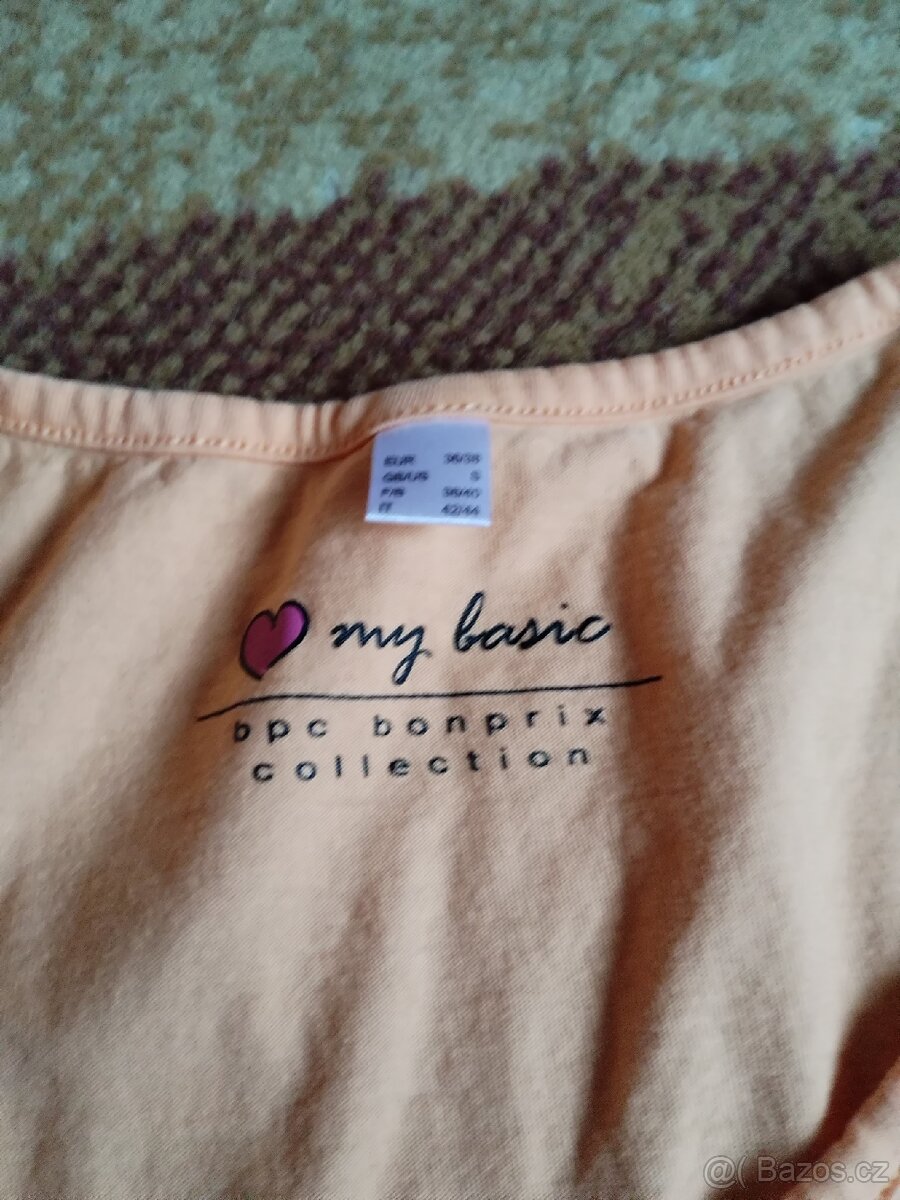 EUR 36/38
GB/US S
F/B 38/40
IT 42/44
my basic
bpc bonprix
collection
@( Bazos.cz